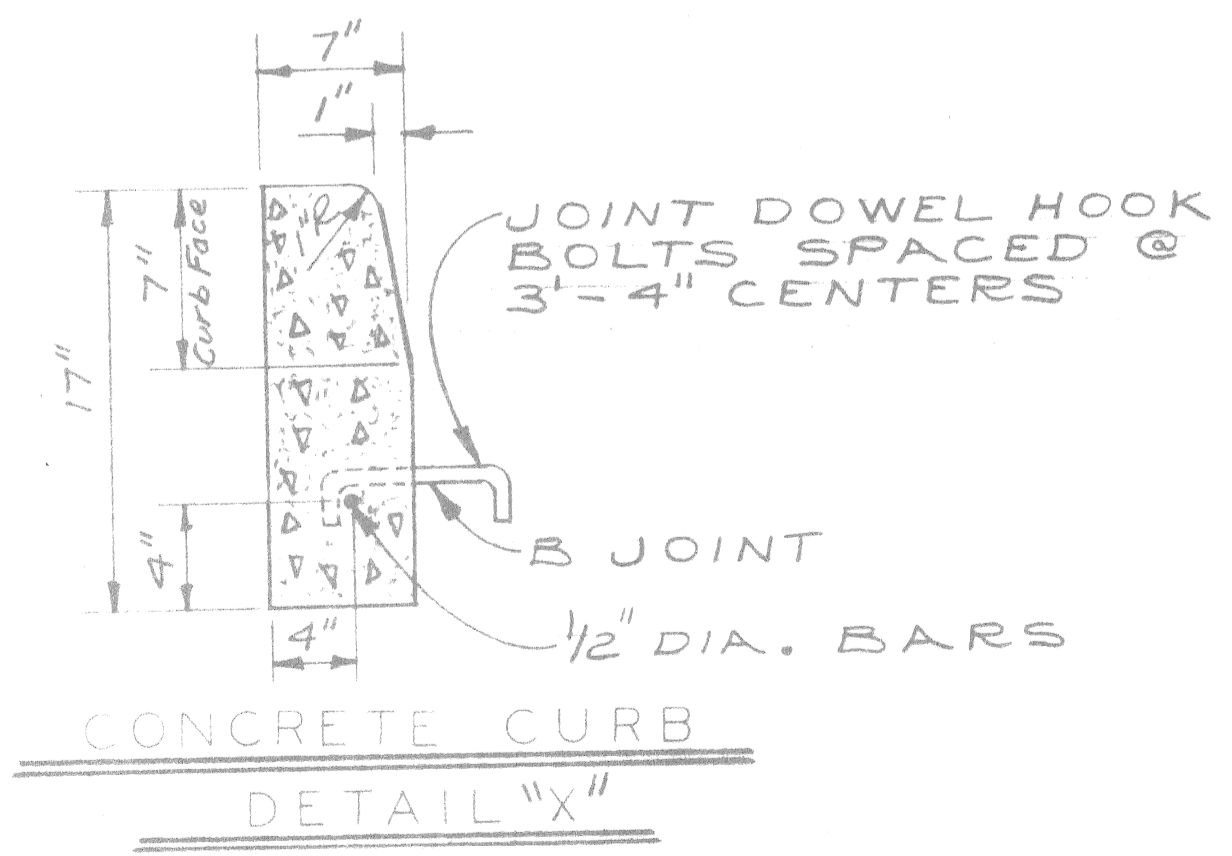 7"
1"
JOINT DOWEL HOOK
BOLTS SPACED @
3'-4" CENTERS
1" R
7"
Curb Face
17"
4"
B JOINT
4"
1/2" DIA. BARS
CONCRETE CURB
DETAIL "X"